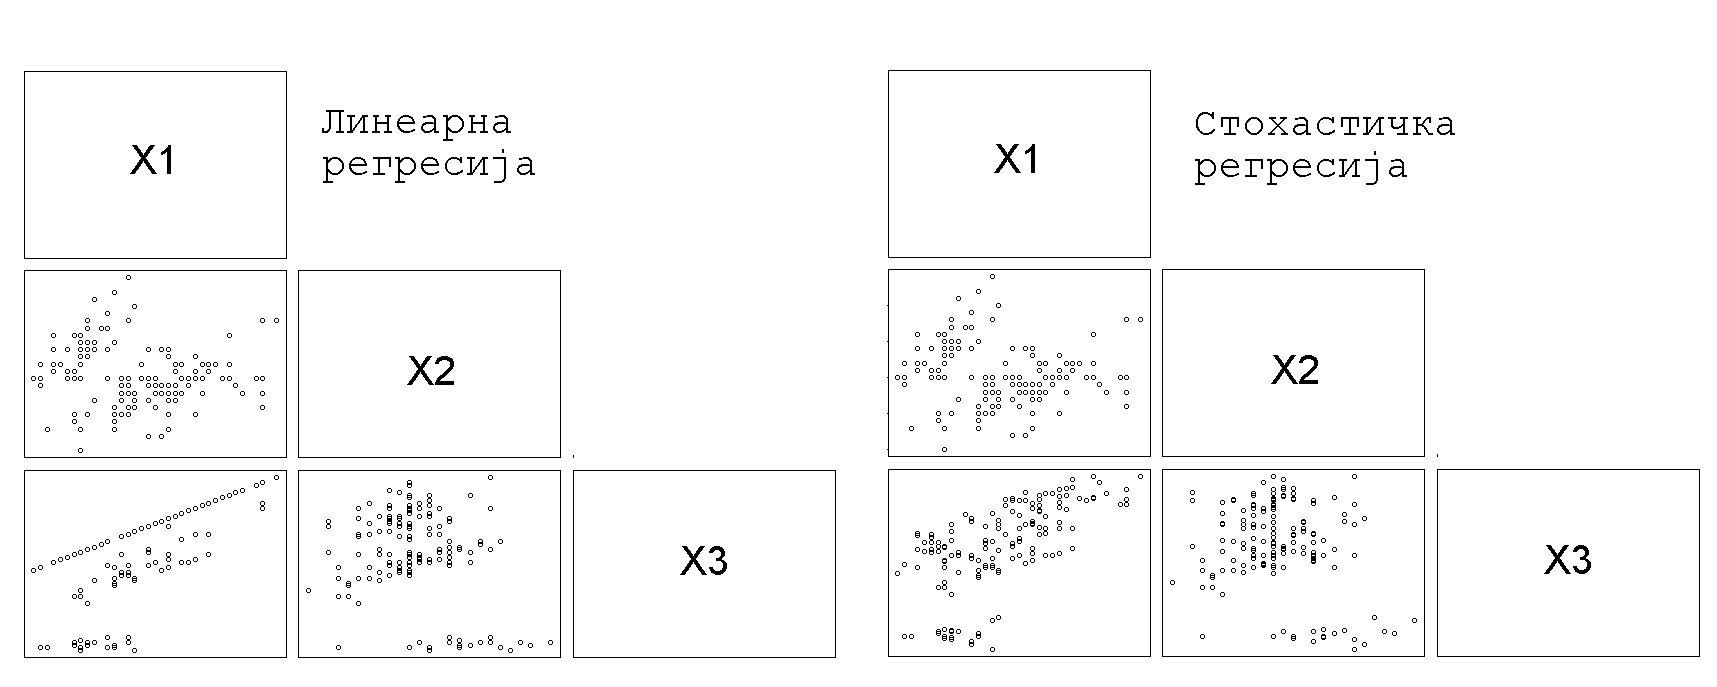 X1
Линеарна
регресија
X2
X3
X1
Стохастичка
регресија
X2
X3